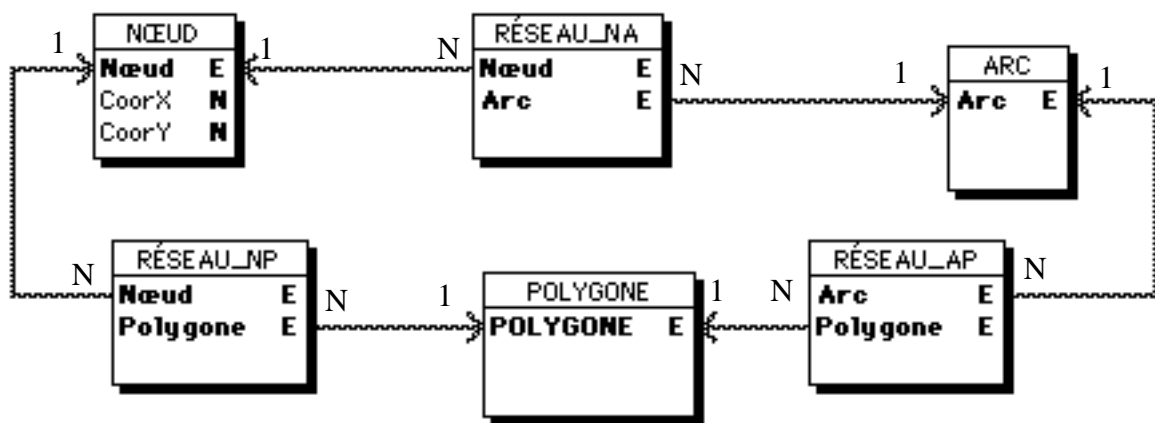 NŒUD
Nœud E
CoorX N
CoorY N
1
1
N
RÉSEAU_NA
Nœud E
Arc E
N
1
ARC
Arc E
1
RÉSEAU_NP
Nœud E
Polygone E
N
N
1
POLYGONE
POLYGONE E
1
N
RÉSEAU_AP
Arc E
Polygone E
N